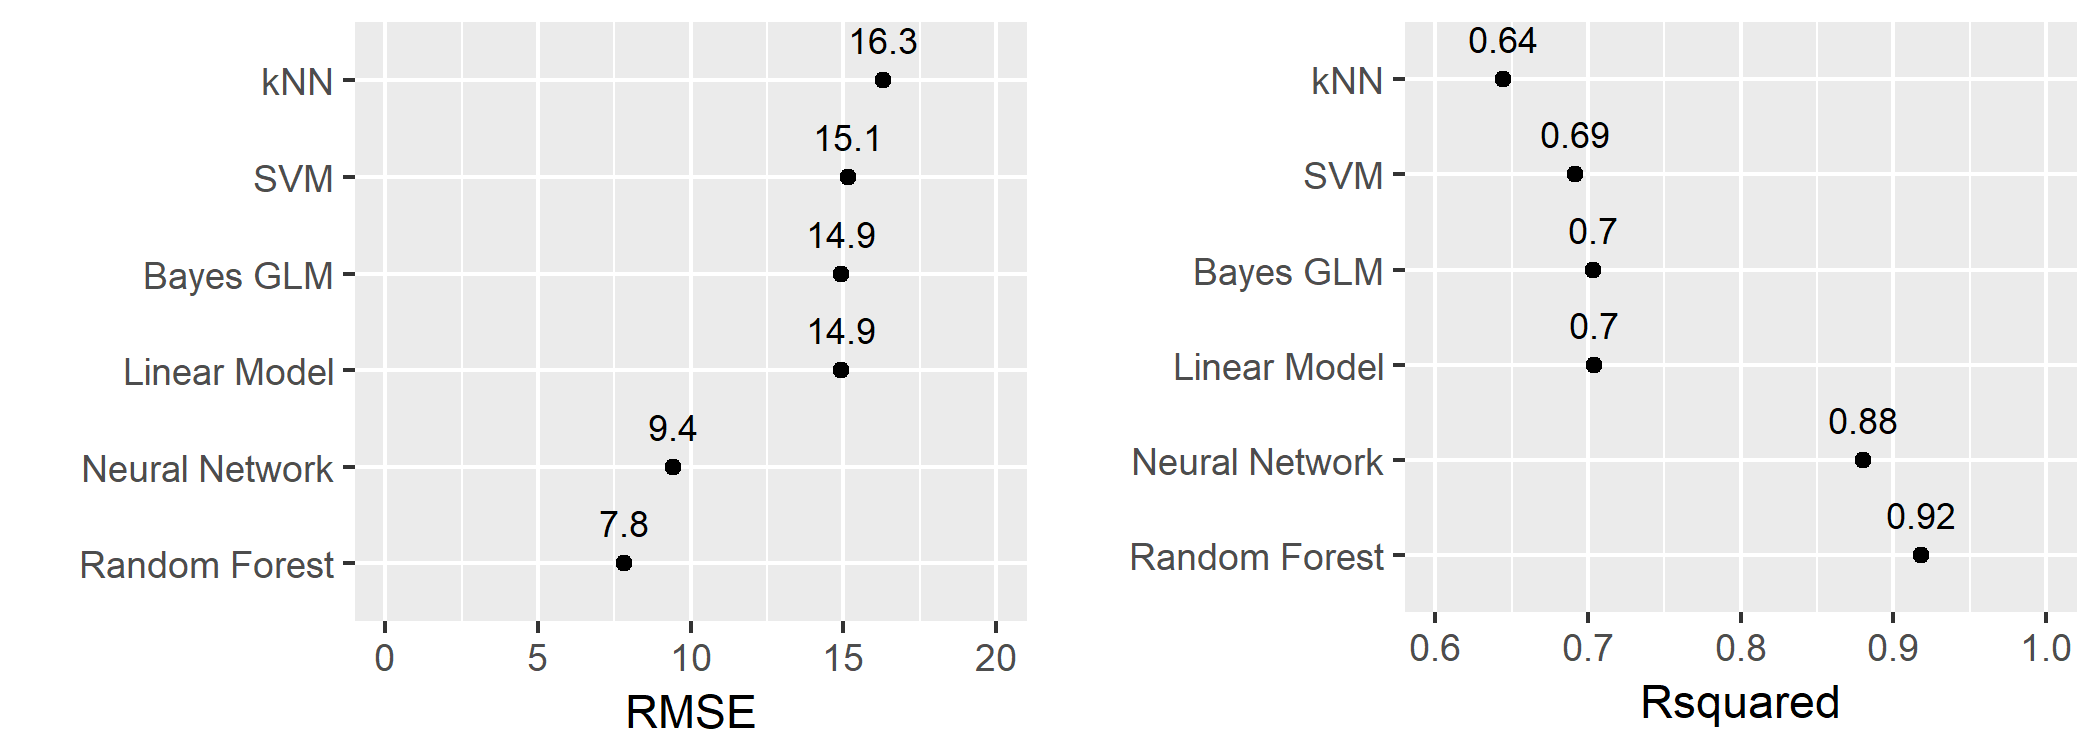 16.3
kNN
15.1
SVM
14.9
Bayes GLM
14.9
Linear Model
9.4
Neural Network
7.8
Random Forest
0 5 10 15 20
RMSE
0.64
kNN
0.69
SVM
0.7
Bayes GLM
0.7
Linear Model
0.88
Neural Network
0.92
Random Forest
0.6 0.7 0.8 0.9 1.0
Rsquared